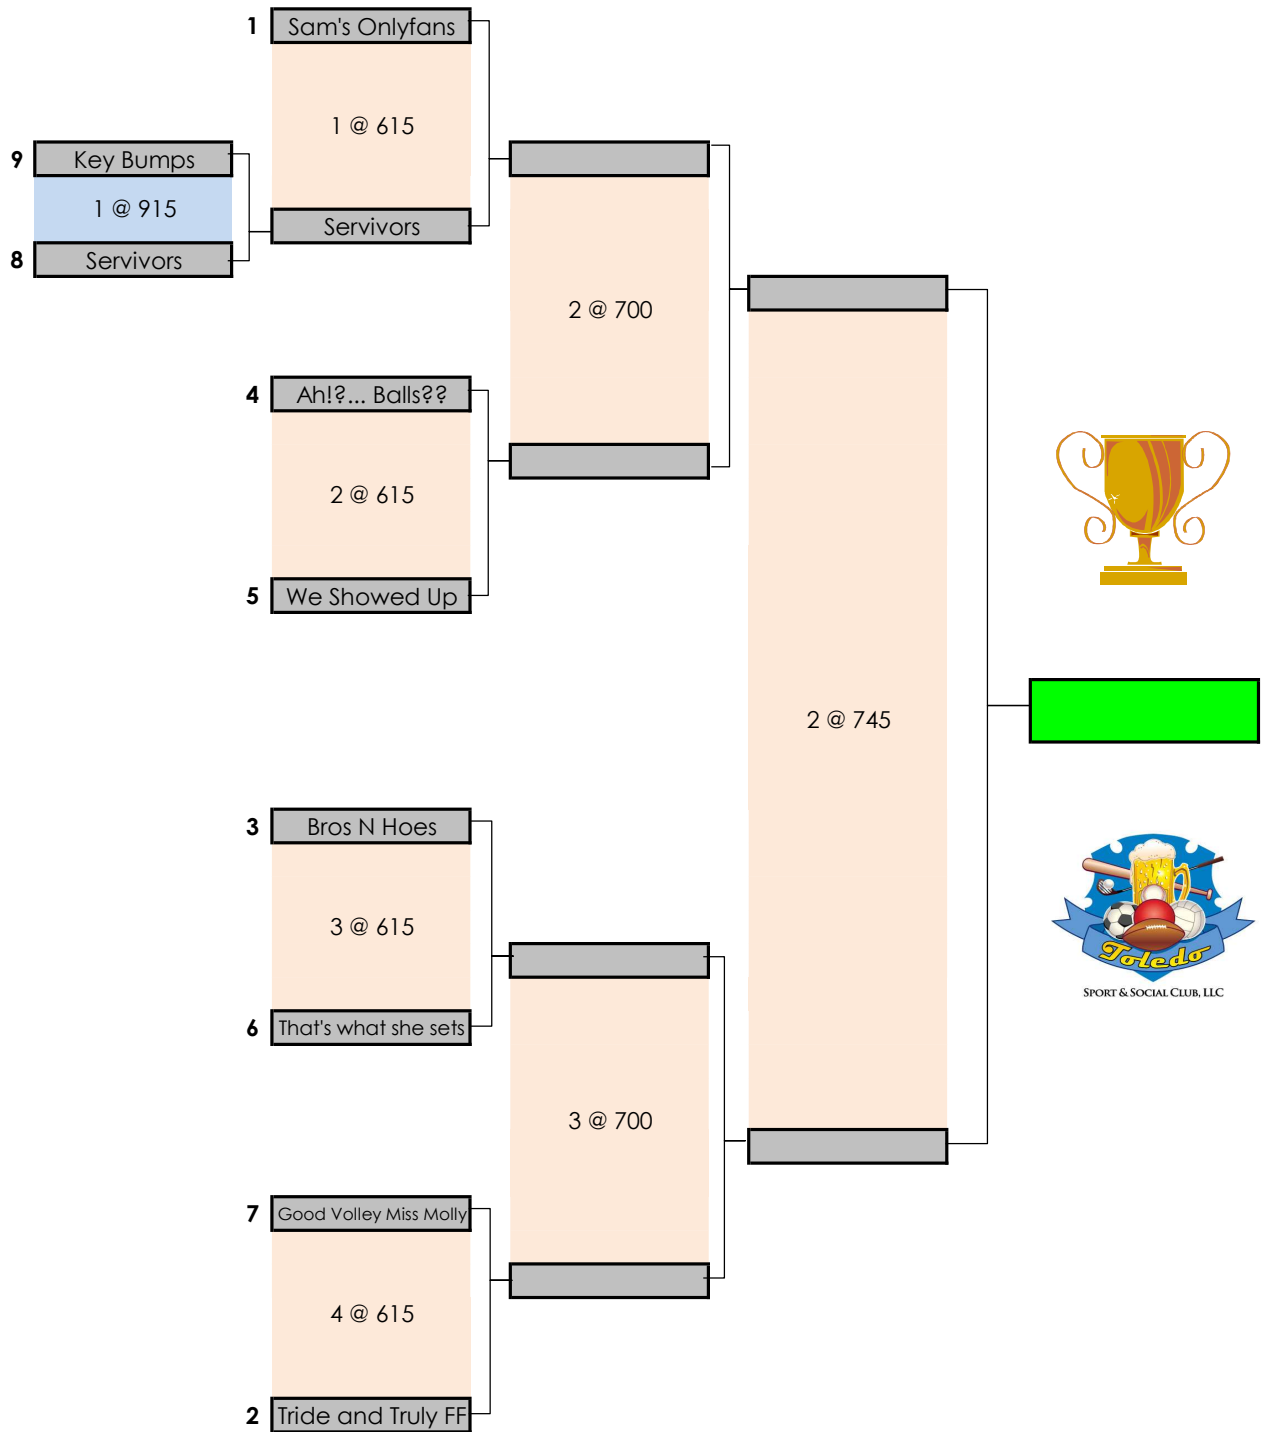 1 Sam's Onlyfans
1 @ 615
9 Key Bumps
1 @ 915
8 Servivors
Servivors
2 @ 700
4 Ah!?... Balls??
2 @ 615
5 We Showed Up
2 @ 745
3 Bros N Hoes
3 @ 615
6 That's what she sets
3 @ 700
7 Good Volley Miss Molly
4 @ 615
2 Tride and Truly FF
Toledo
SPORT & SOCIAL CLUB, LLC